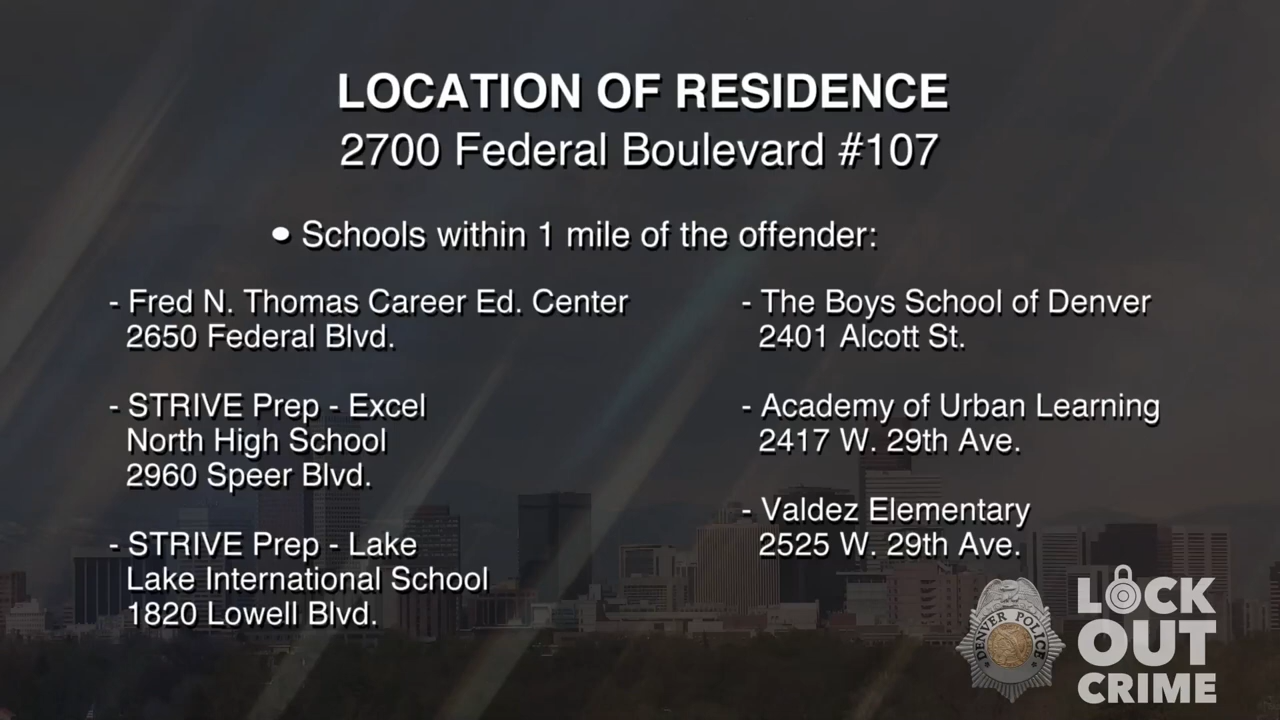 LOCATION OF RESIDENCE
2700 Federal Boulevard #107
• Schools within 1 mile of the offender:
- Fred N. Thomas Career Ed. Center
2650 Federal Blvd.
- STRIVE Prep - Excel
North High School
2960 Speer Blvd.
- STRIVE Prep - Lake
Lake International School
1820 Lowell Blvd.
- The Boys School of Denver
2401 Alcott St.
- Academy of Urban Learning
2417 W. 29th Ave.
- Valdez Elementary
2525 W. 29th Ave.
DENVER POLICE
LOCK
OUT
CRIME